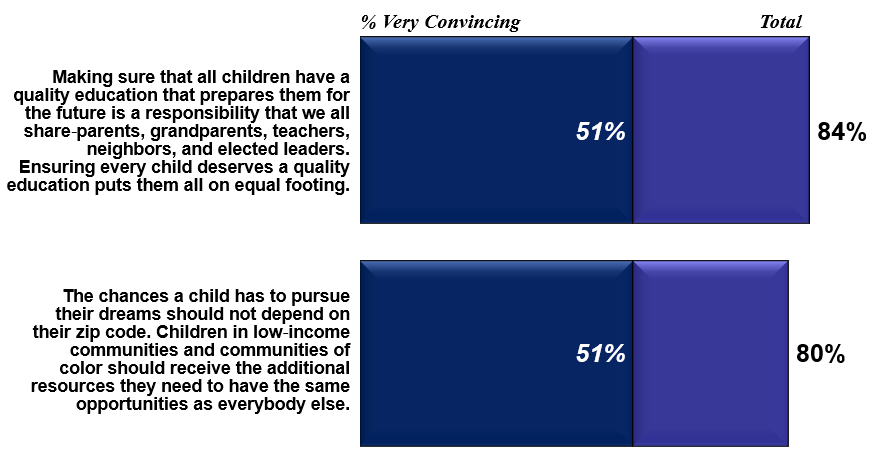 % Very Convincing
Total
Making sure that all children have a
quality education that prepares them for
the future is a responsibility that we all
share-parents, grandparents, teachers,
neighbors, and elected leaders.
Ensuring every child deserves a quality
education puts them all on equal footing.
51%
84%
The chances a child has to pursue
their dreams should not depend on
their zip code. Children in low-income
communities and communities of
color should receive the additional
resources they need to have the same
opportunities as everybody else.
51%
80%